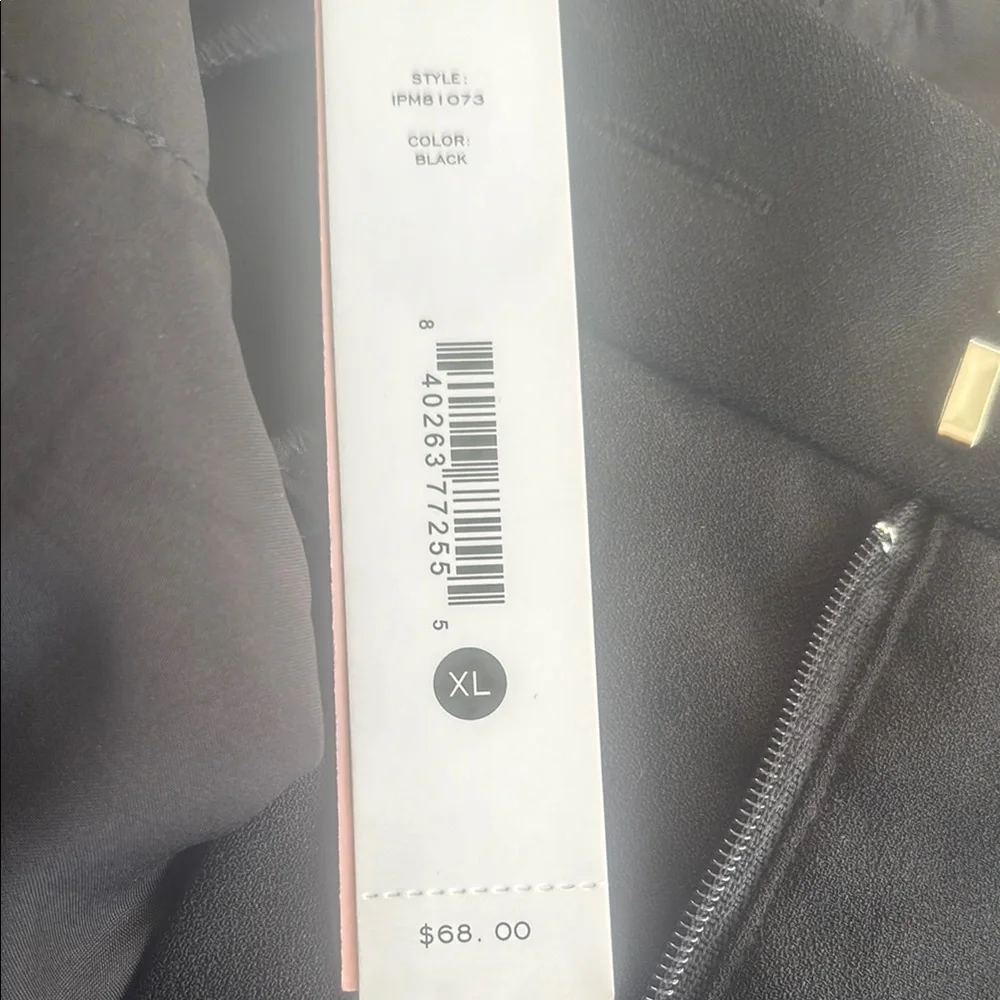 STYLE:
IPM81073
COLOR:
BLACK
8 40263 77255 5
XL
$68.00